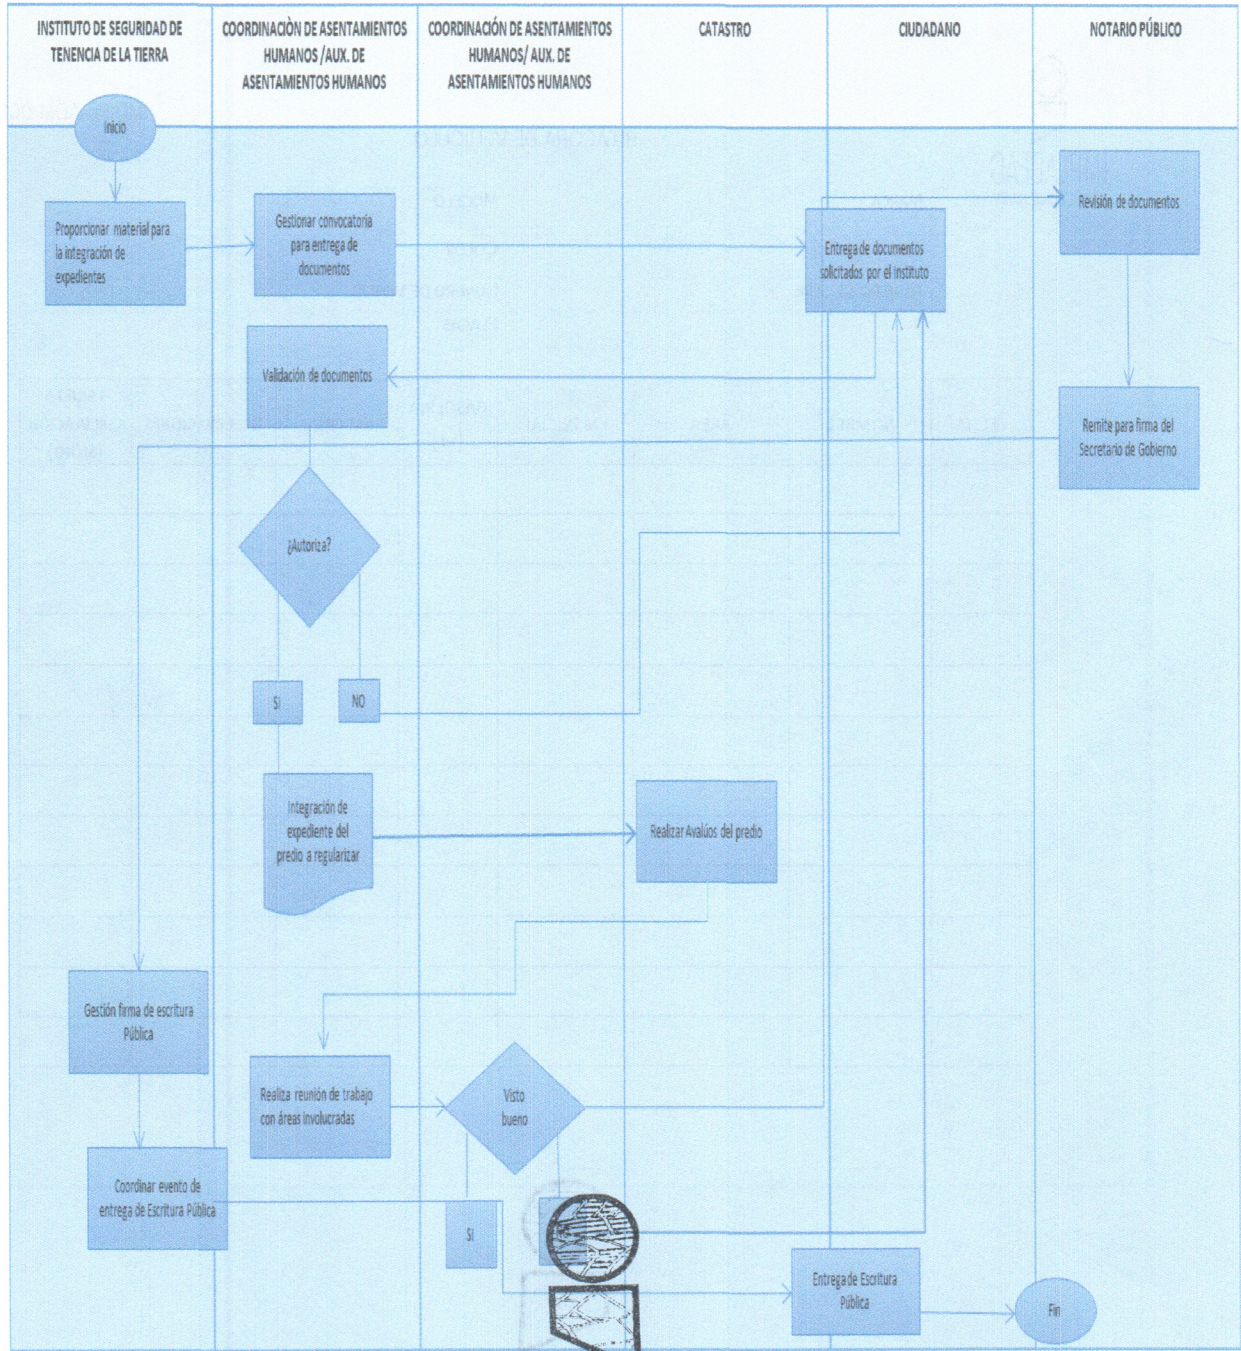 INSTITUTO DE SEGURIDAD DE
TENENCIA DE LA TIERRA
COORDINACIÒN DE ASENTAMIENTOS
HUMANOS /AUX. DE
ASENTAMIENTOS HUMANOS
COORDINACIÓN DE ASENTAMIENTOS
HUMANOS/ AUX. DE
ASENTAMIENTOS HUMANOS
CATASTRO
CIUDADANO
NOTARIO PÚBLICO
Inicio
Proporcionar material para
la integración de
expedientes
Gestionar convocatoria
para entrega de
documentos
Entrega de documentos
solicitados por el Instituto
Revisión de documentos
Validación de documentos
Remite para firma del
Secretario de Gobierno
¿Autoriza?
SI
NO
Integración de
expediente del
predio a regularizar
Realizar Avalúos del predio
Gestión firma de escritura
Pública
Realiza reunión de trabajo
con áreas involucradas
Visto
bueno
Coordinar evento de
entrega de Escritura Pública
SI
Entrega de Escritura
Pública
Fin